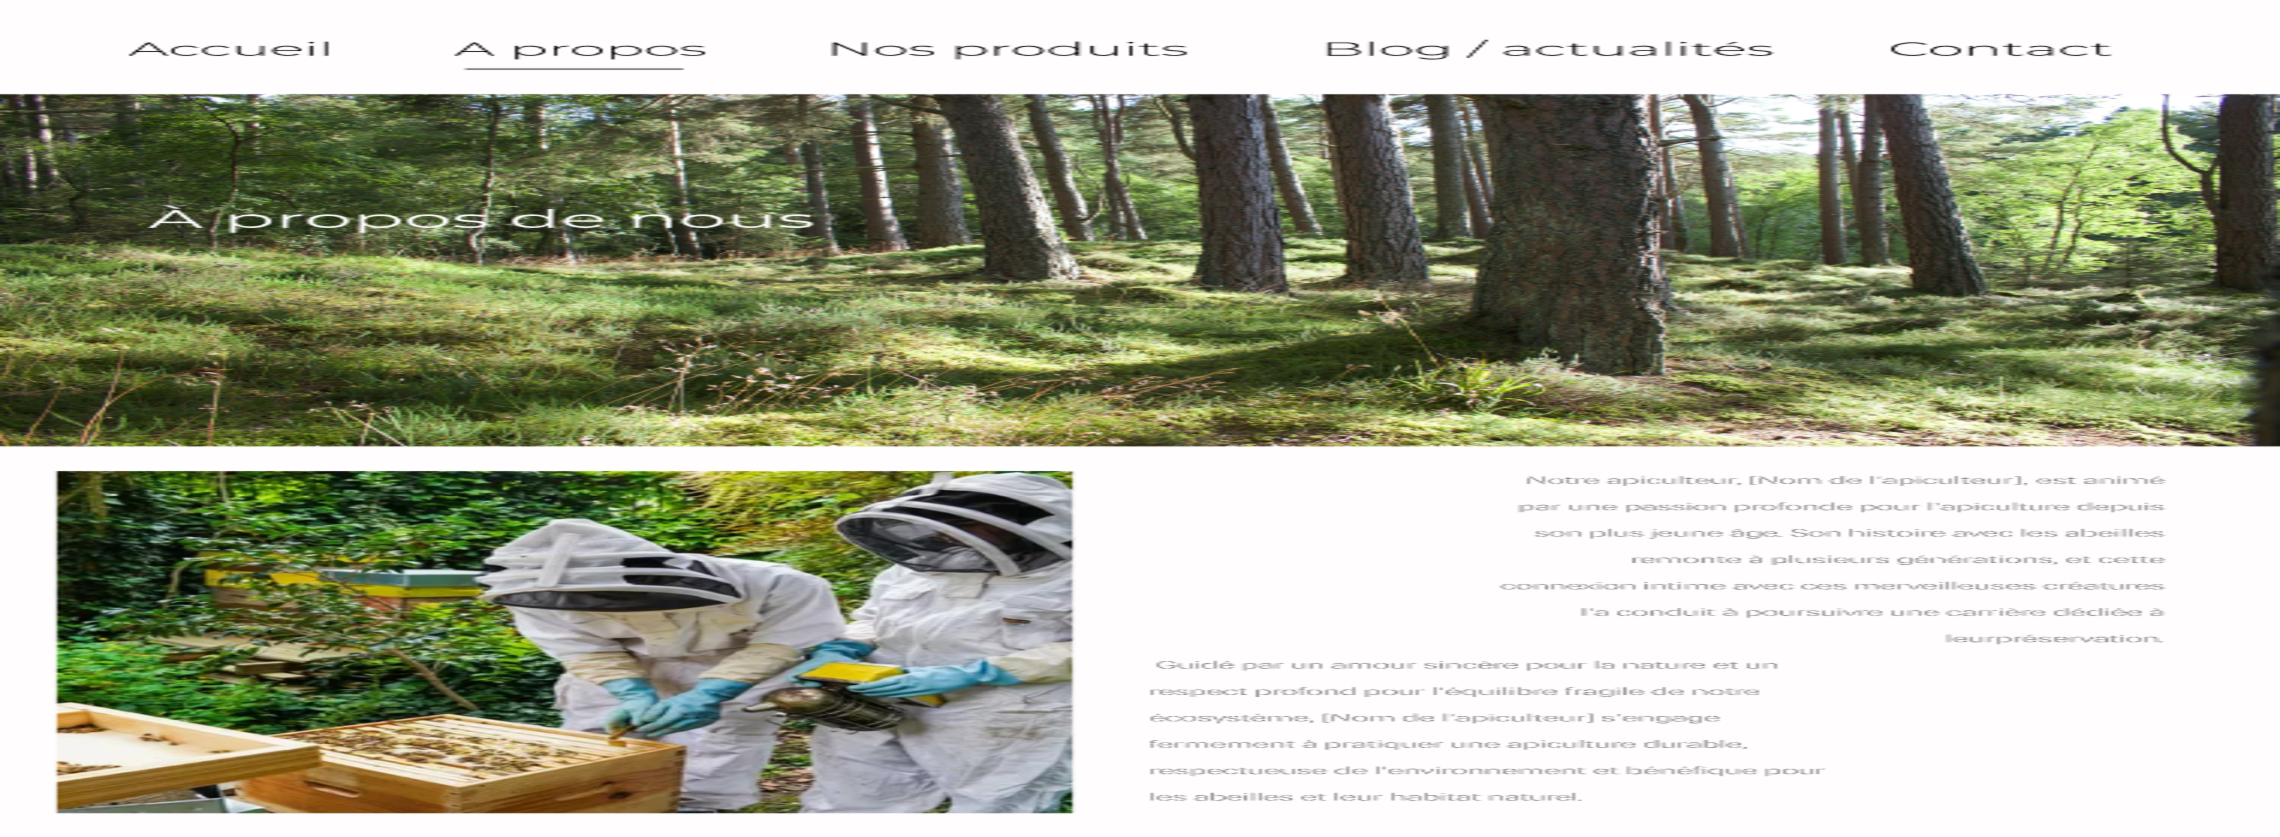 Accueil A propos Nos produits Blog / actualités Contact
À propos de nous
Notre apiculteur, [Nom de l'apiculteur], est animé
par une passion profonde pour l'apiculture depuis
son plus jeune âge. Son histoire avec les abeilles
remonte à plusieurs générations, et cette
connexion intime avec ces merveilleuses créatures
l'a conduit à poursuivre une carrière dédiée à
leurpréservation.
Guidé par un amour sincère pour la nature et un
respect profond pour l'équilibre fragile de notre
écosystème, [Nom de l'apiculteur] s'engage
fermement à pratiquer une apiculture durable,
respectueuse de l'environnement et bénéfique pour
les abeilles et leur habitat naturel.